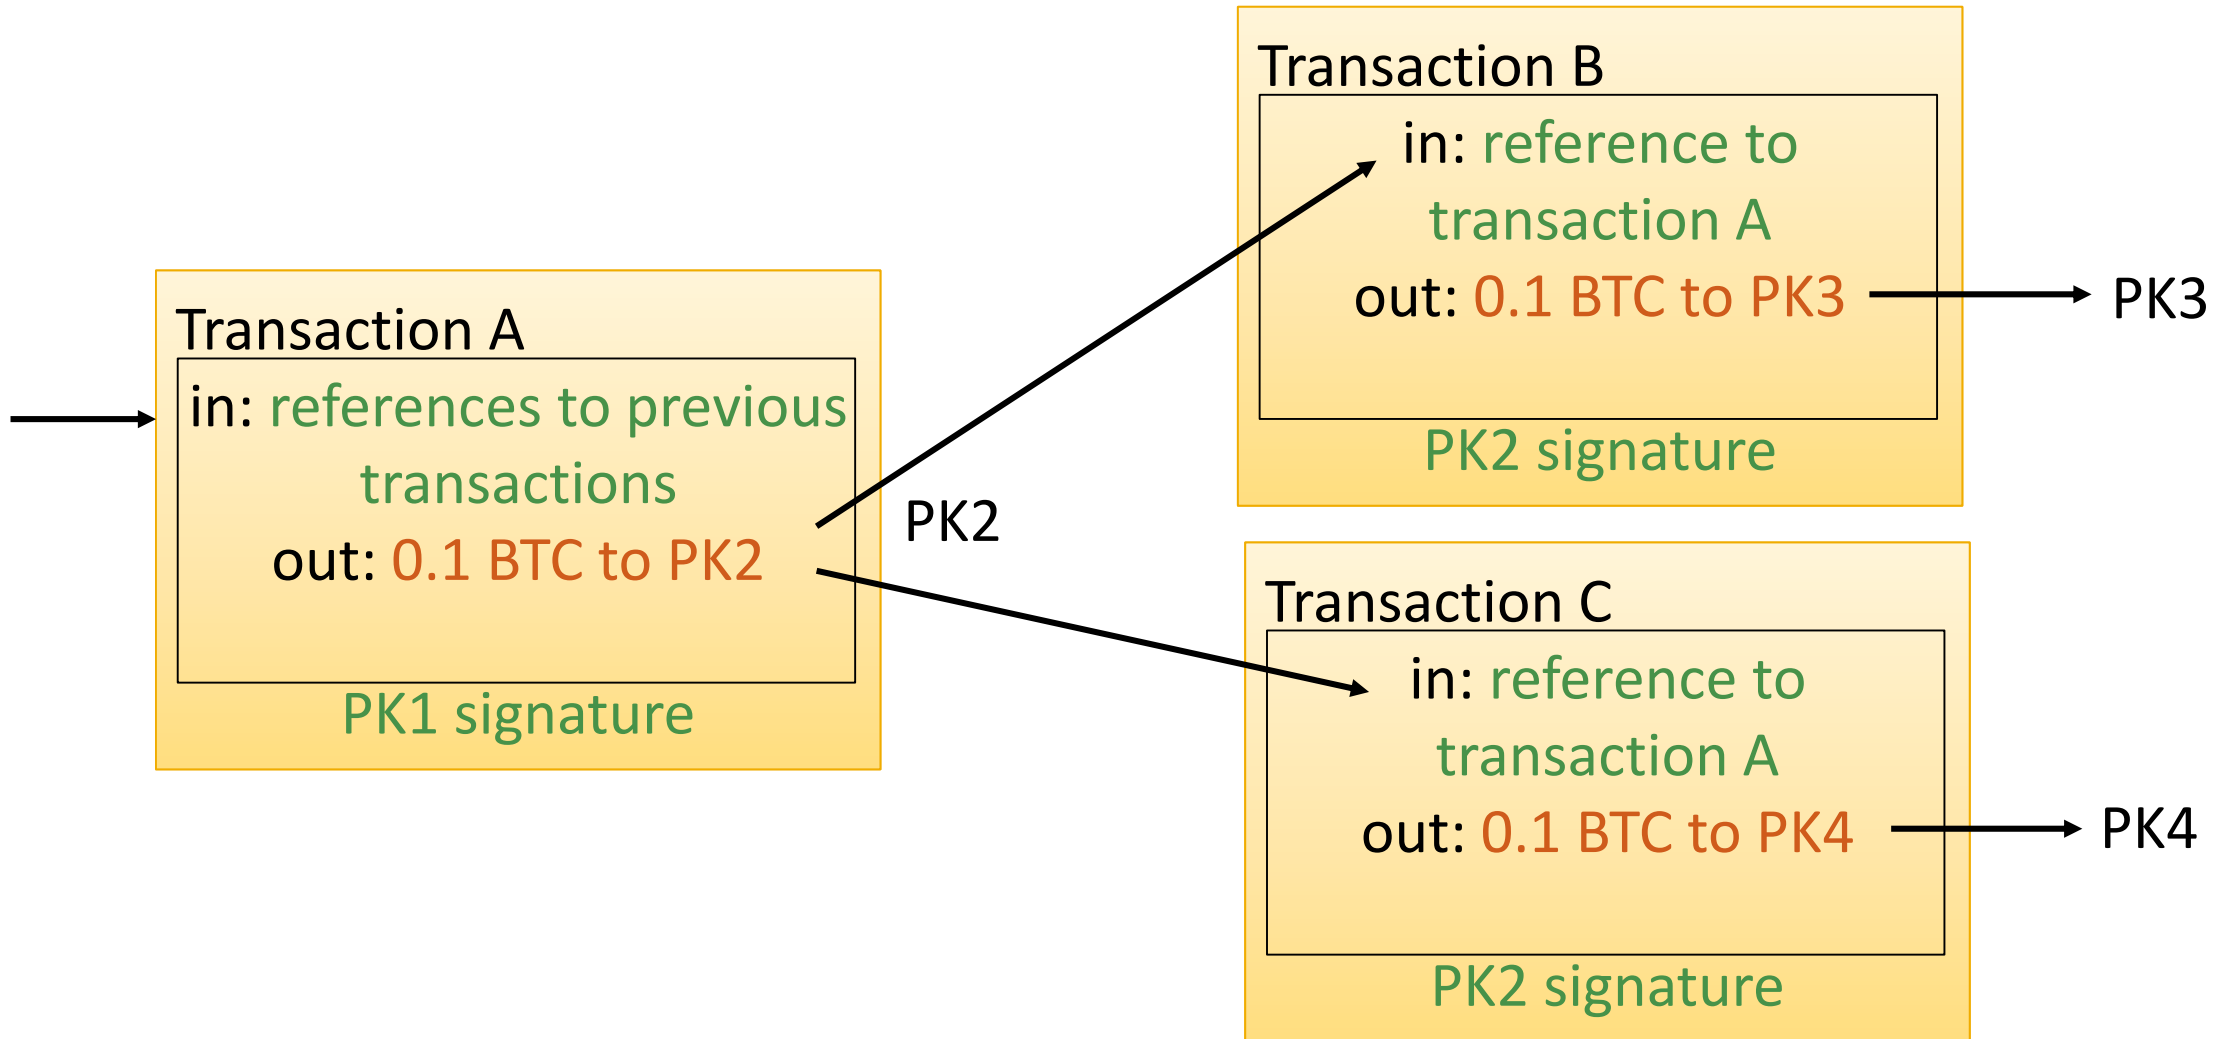 Transaction A
in: references to previous
transactions
out: 0.1 BTC to PK2
PK1 signature
PK2
Transaction B
in: reference to
transaction A
out: 0.1 BTC to PK3
PK2 signature
PK3
Transaction C
in: reference to
transaction A
out: 0.1 BTC to PK4
PK2 signature
PK4